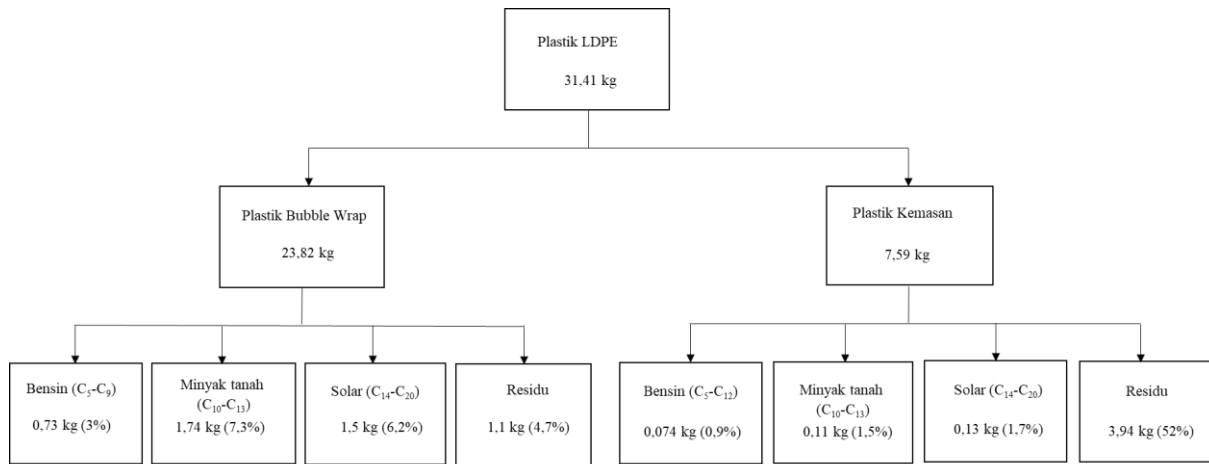 Plastik LDPE
31,41 kg
Plastik Bubble Wrap
23,82 kg
Plastik Kemasan
7,59 kg
Bensin (C₅-C₉)
0,73 kg (3%)
Minyak tanah
(C₁₀-C₁₃)
1,74 kg (7,3%)
Solar (C₁₄-C₂₀)
1,5 kg (6,2%)
Residu
1,1 kg (4,7%)
Bensin (C₅-C₁₂)
0,074 kg (0,9%)
Minyak tanah
(C₁₀-C₁₃)
0,11 kg (1,5%)
Solar (C₁₄-C₂₀)
0,13 kg (1,7%)
Residu
3,94 kg (52%)